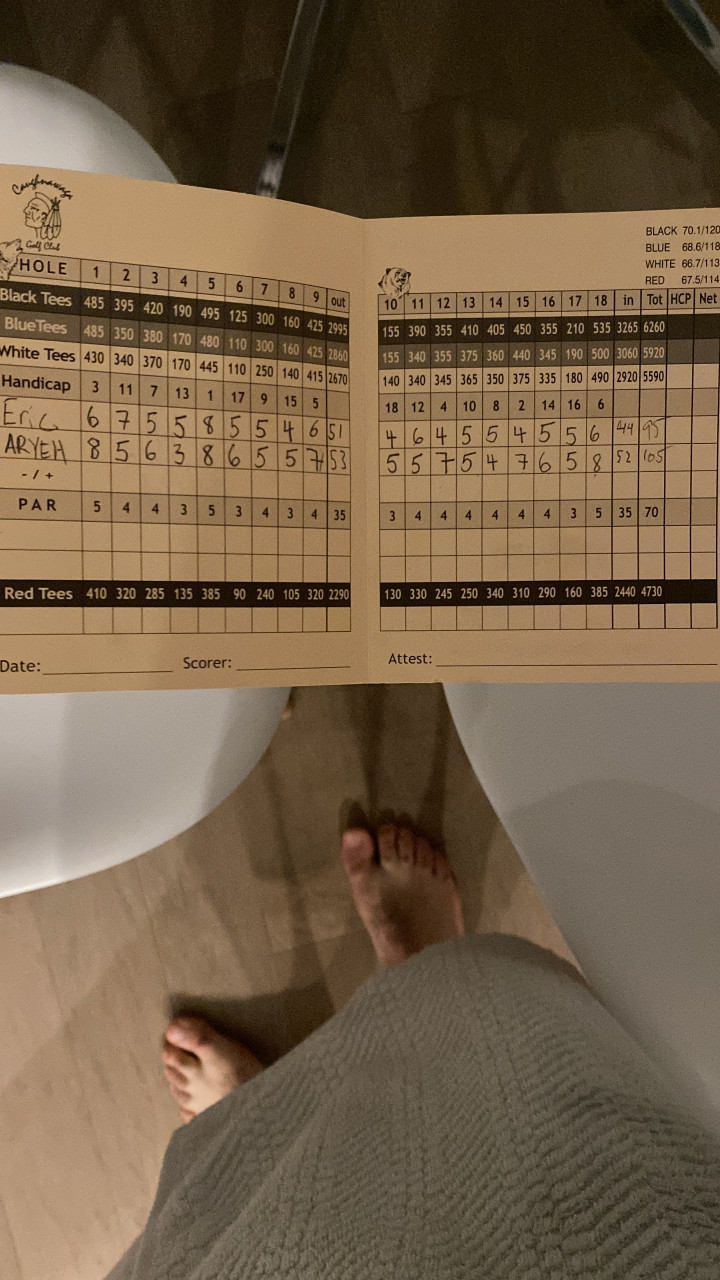 Caughnawaga
Golf Club
BLACK 70.1/120
BLUE 68.6/118
WHITE 66.7/113
RED 67.5/114
HOLE 1 2 3 4 5 6 7 8 9 out 10 11 12 13 14 15 16 17 18 in Tot HCP Net
Black Tees 485 395 420 190 495 125 300 160 425 2995 155 390 355 410 405 450 355 210 535 3265 6260
BlueTees 485 350 380 170 480 110 300 160 425 2860 155 340 355 375 360 440 345 190 500 3060 5920
White Tees 430 340 370 170 445 110 250 140 415 2670 140 340 345 365 350 375 335 180 490 2920 5590
Handicap 3 11 7 13 1 17 9 15 5 18 12 4 10 8 2 14 16 6
Eric 6 7 5 5 8 5 5 4 6 51 4 6 4 5 5 4 5 5 6 44 95
ARYEH 8 5 6 3 8 6 5 5 7 53 5 5 7 5 4 7 6 5 8 52 105
- / +
PAR 5 4 4 3 5 3 4 3 4 35 3 4 4 4 4 4 4 3 5 35 70
Red Tees 410 320 285 135 385 90 240 105 320 2290 130 330 245 250 340 310 290 160 385 2440 4730
Date: Scorer: Attest: